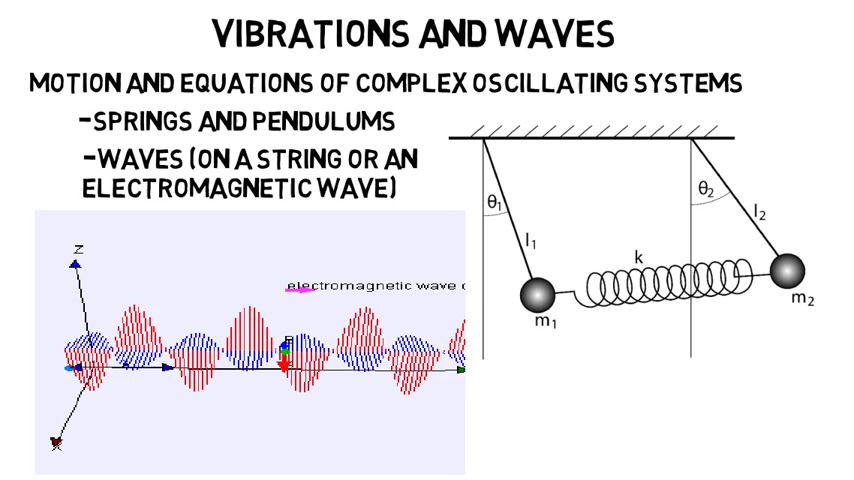 VIBRATIONS AND WAVES
MOTION AND EQUATIONS OF COMPLEX OSCILLATING SYSTEMS
-SPRINGS AND PENDULUMS
-WAVES (ON A STRING OR AN
ELECTROMAGNETIC WAVE)
θ1
θ2
l1
l2
k
m1
m2
Z
electromagnetic wave
X